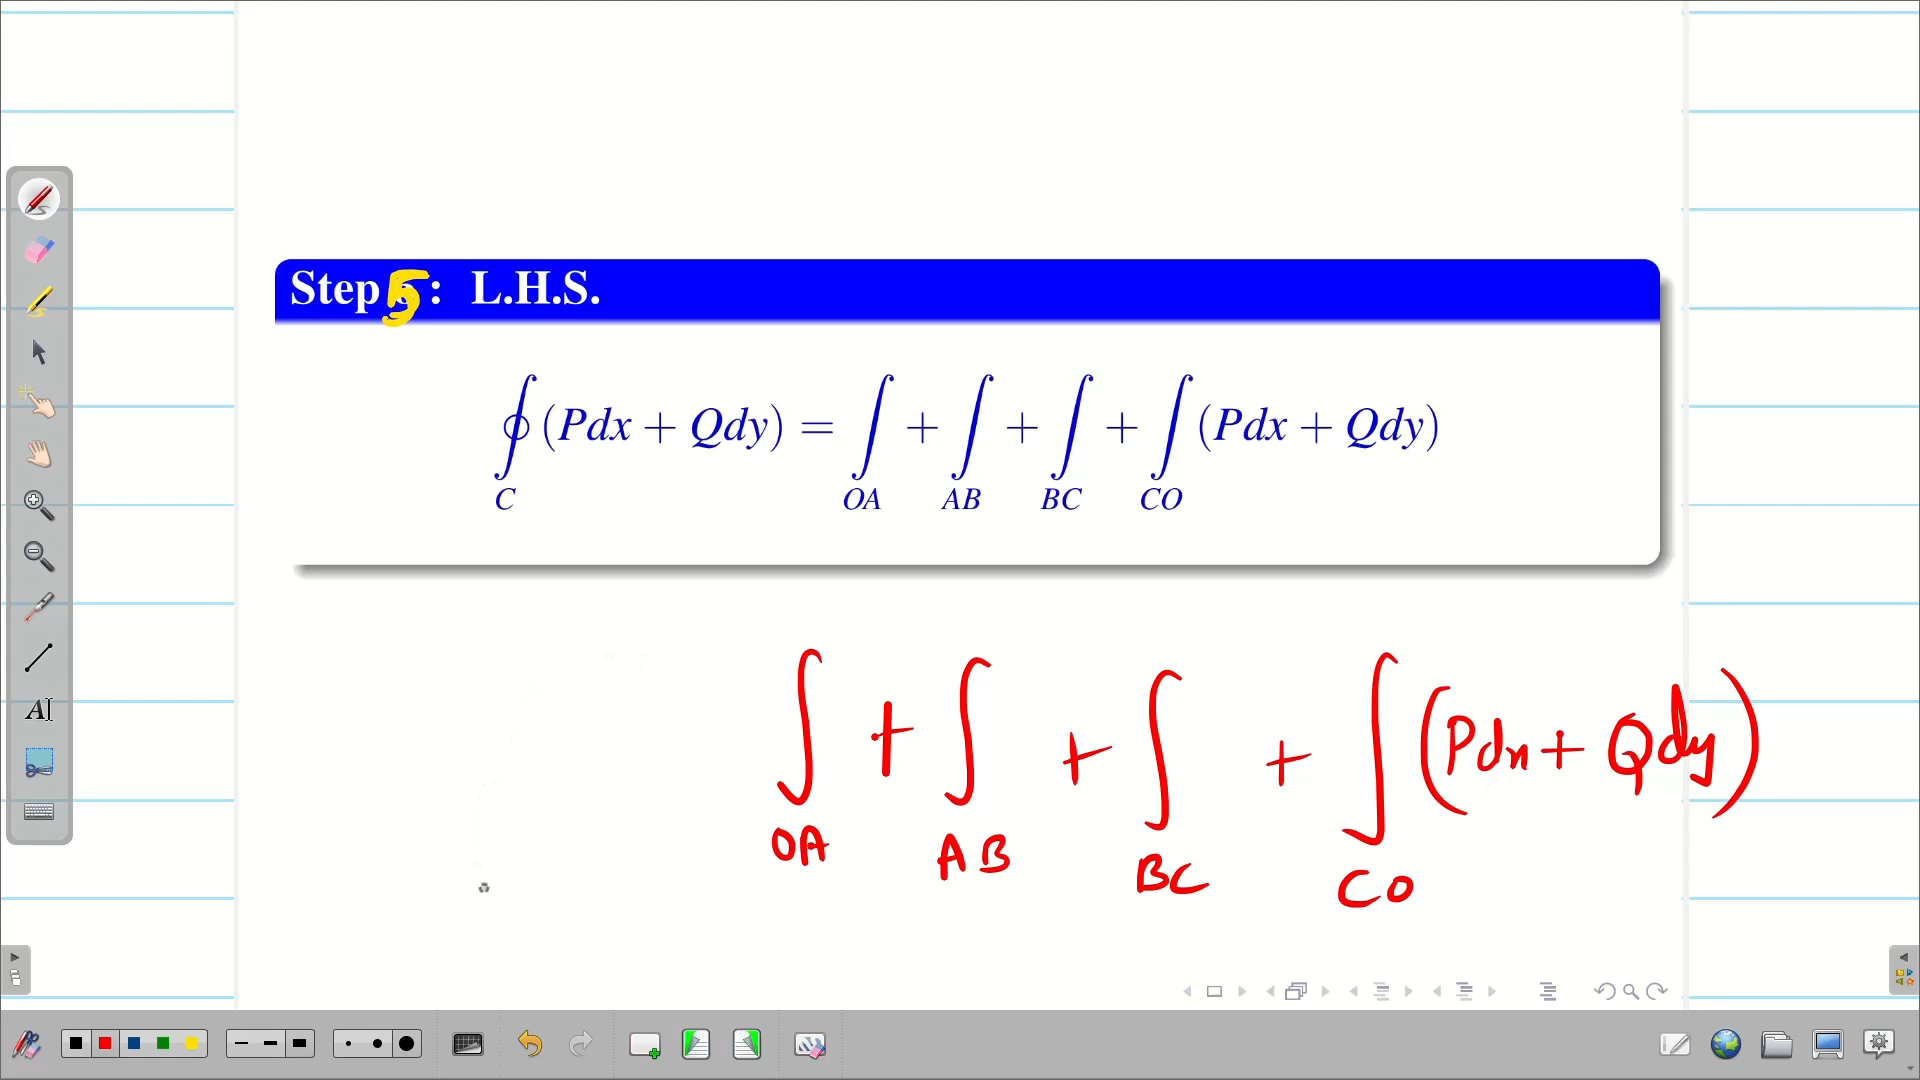 Step 5 : L.H.S.
∮_C (Pdx + Qdy) = ∫_OA + ∫_AB + ∫_BC + ∫_CO (Pdx + Qdy)
∫_OA + ∫_AB + ∫_BC + ∫_CO (Pdx + Qdy)